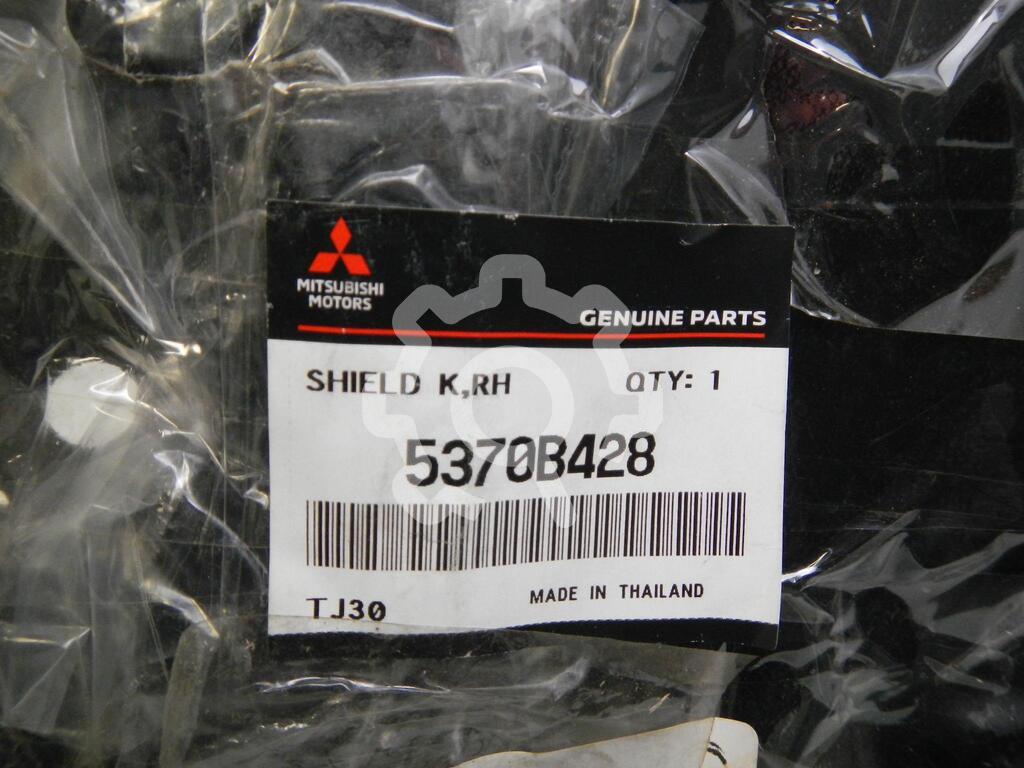 MITSUBISHI
MOTORS
GENUINE PARTS
SHIELD K,RH QTY: 1
5370B428
TJ30 MADE IN THAILAND